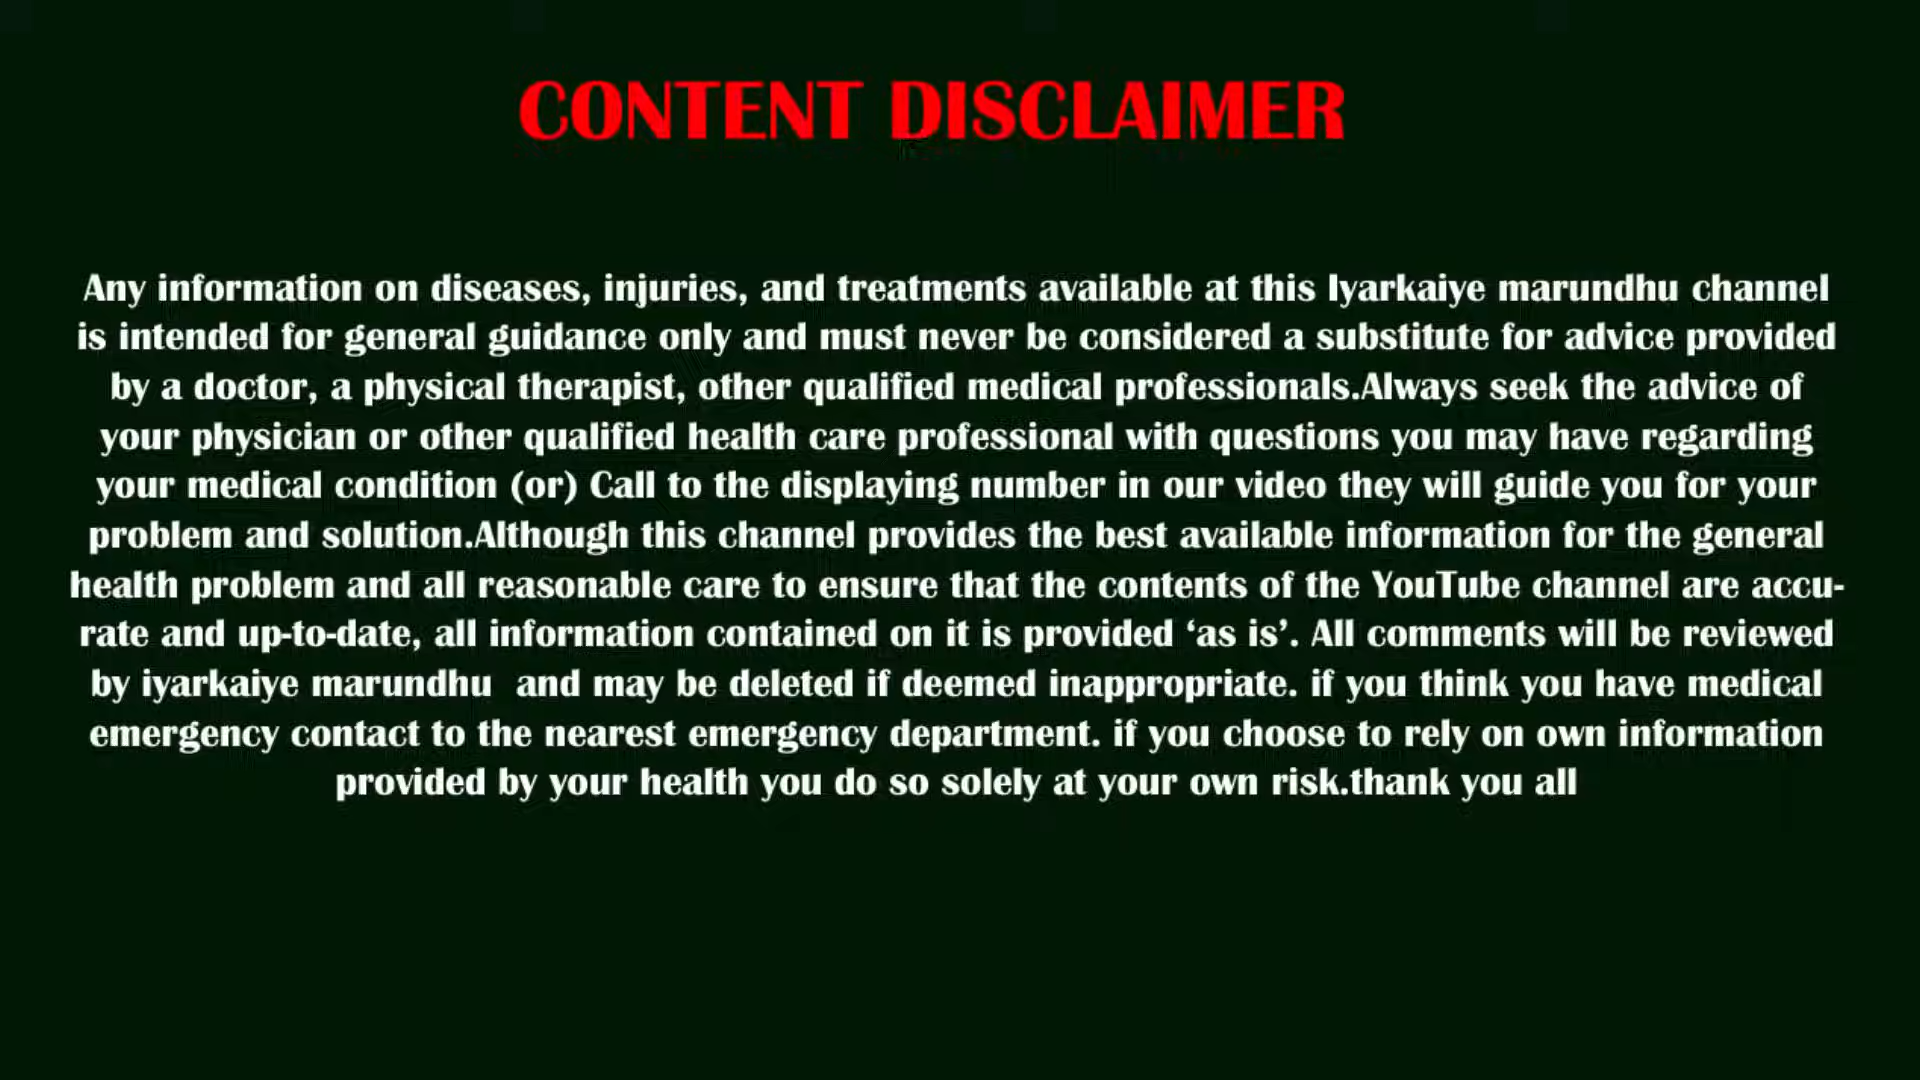 CONTENT DISCLAIMER
Any information on diseases, injuries, and treatments available at this Iyarkaiye marundhu channel
is intended for general guidance only and must never be considered a substitute for advice provided
by a doctor, a physical therapist, other qualified medical professionals.Always seek the advice of
your physician or other qualified health care professional with questions you may have regarding
your medical condition (or) Call to the displaying number in our video they will guide you for your
problem and solution.Although this channel provides the best available information for the general
health problem and all reasonable care to ensure that the contents of the YouTube channel are accu-
rate and up-to-date, all information contained on it is provided ‘as is’. All comments will be reviewed
by iyarkaiye marundhu  and may be deleted if deemed inappropriate. if you think you have medical
emergency contact to the nearest emergency department. if you choose to rely on own information
provided by your health you do so solely at your own risk.thank you all